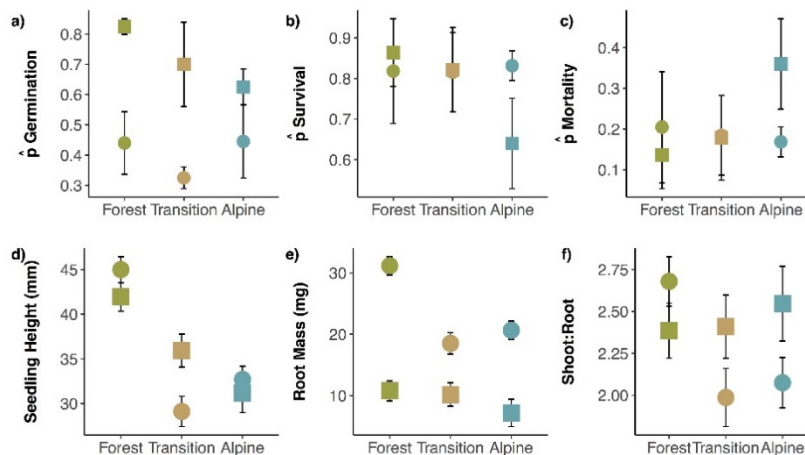 a)
p̂ Germination
0.8
0.7
0.6
0.5
0.4
0.3
Forest Transition Alpine
b)
p̂ Survival
0.9
0.8
0.7
0.6
Forest Transition Alpine
c)
p̂ Mortality
0.4
0.3
0.2
0.1
Forest Transition Alpine
d)
Seedling Height (mm)
45
40
35
30
Forest Transition Alpine
e)
Root Mass (mg)
30
20
10
Forest Transition Alpine
f)
Shoot:Root
2.75
2.50
2.25
2.00
Forest Transition Alpine